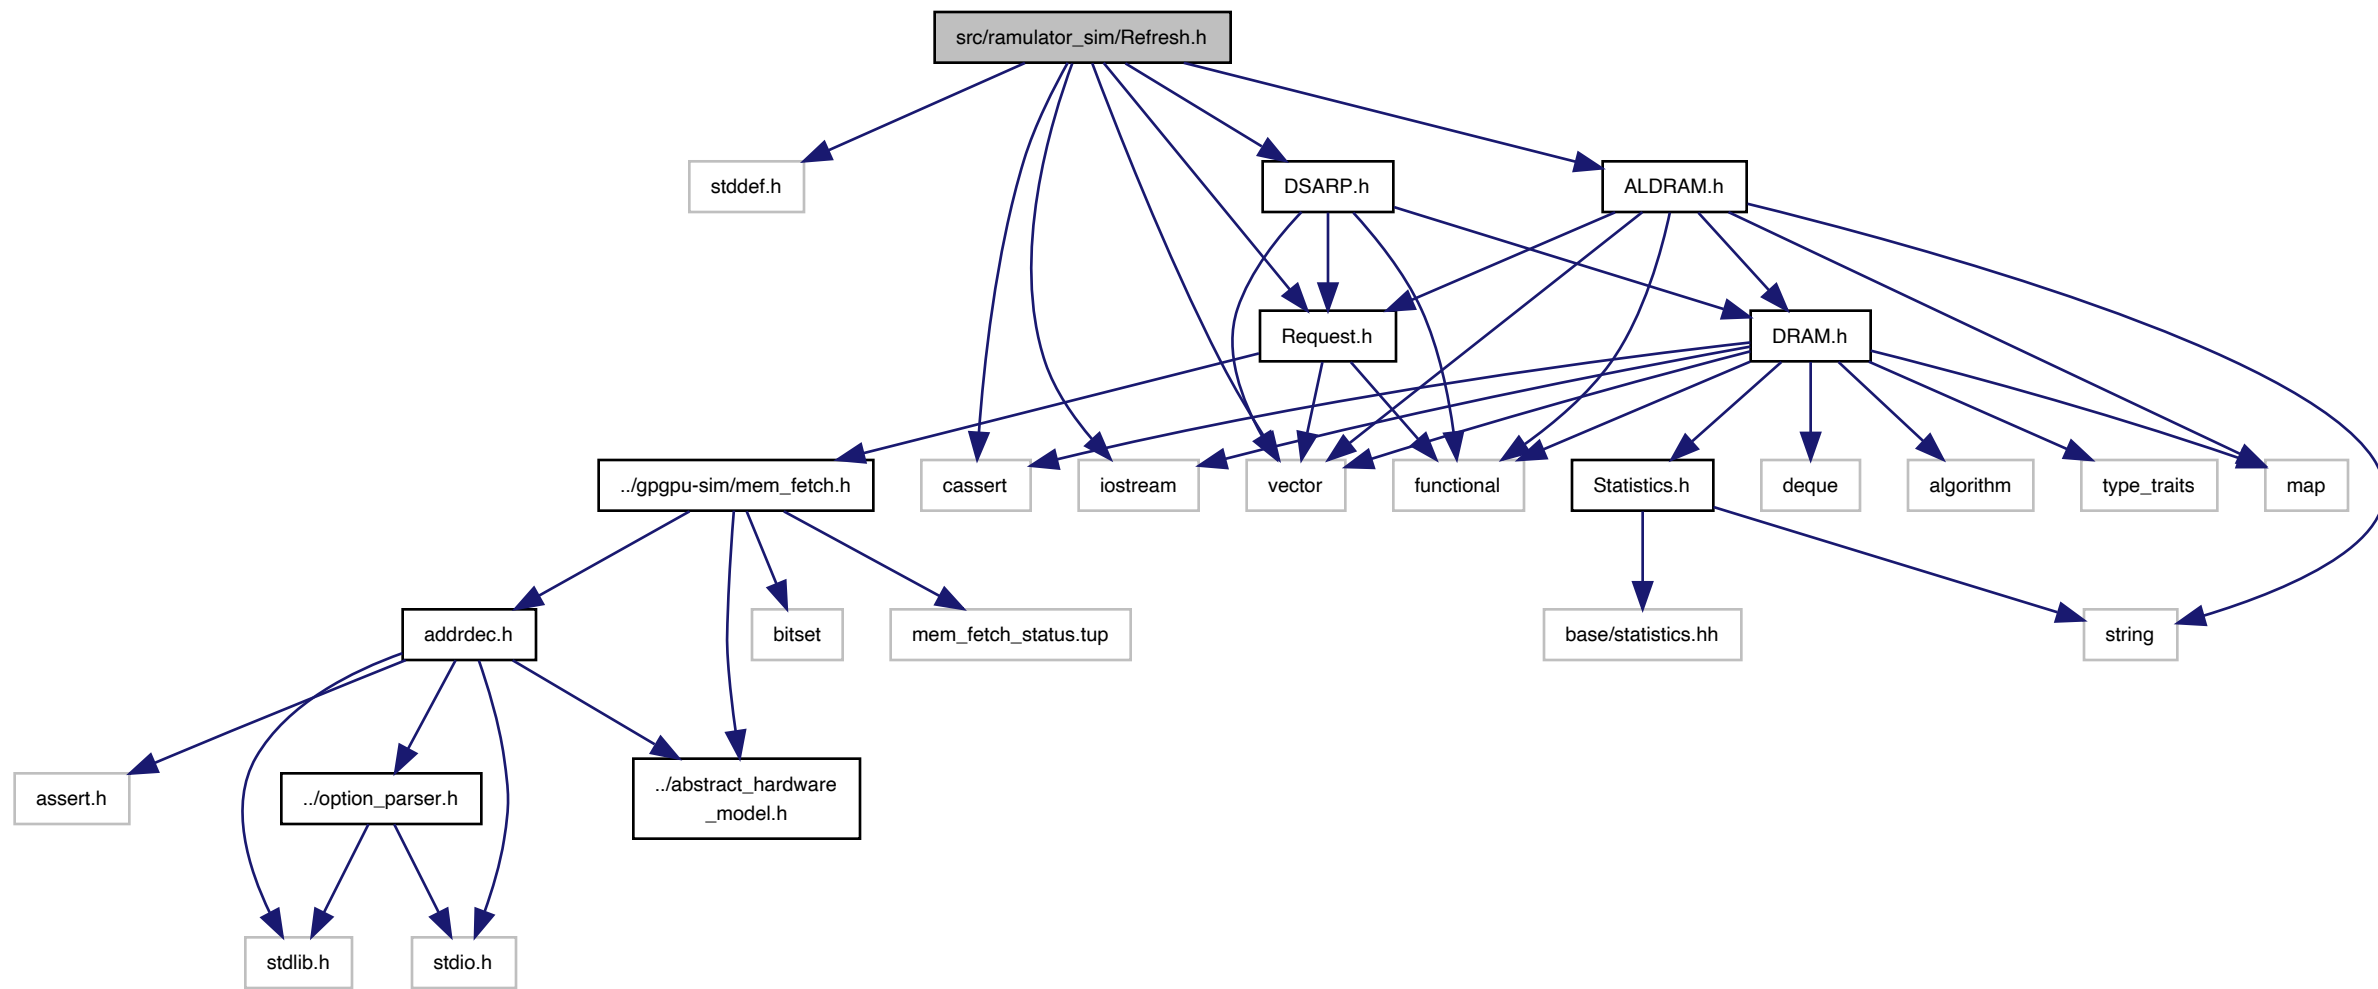 src/ramulator_sim/Refresh.h
stddef.h
DSARP.h
ALDRAM.h
Request.h
DRAM.h
../gpgpu-sim/mem_fetch.h
cassert
iostream
vector
functional
Statistics.h
deque
algorithm
type_traits
map
addrdec.h
bitset
mem_fetch_status.tup
base/statistics.hh
string
assert.h
../option_parser.h
../abstract_hardware
_model.h
stdlib.h
stdio.h